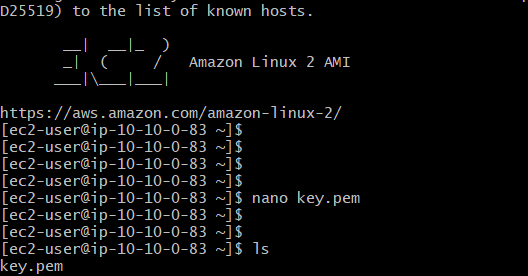 D25519) to the list of known hosts.
__|  __|_  )
_|  (     /   Amazon Linux 2 AMI
___|\___|___|
https://aws.amazon.com/amazon-linux-2/
[ec2-user@ip-10-10-0-83 ~]$
[ec2-user@ip-10-10-0-83 ~]$
[ec2-user@ip-10-10-0-83 ~]$
[ec2-user@ip-10-10-0-83 ~]$
[ec2-user@ip-10-10-0-83 ~]$ nano key.pem
[ec2-user@ip-10-10-0-83 ~]$
[ec2-user@ip-10-10-0-83 ~]$
[ec2-user@ip-10-10-0-83 ~]$ ls
key.pem